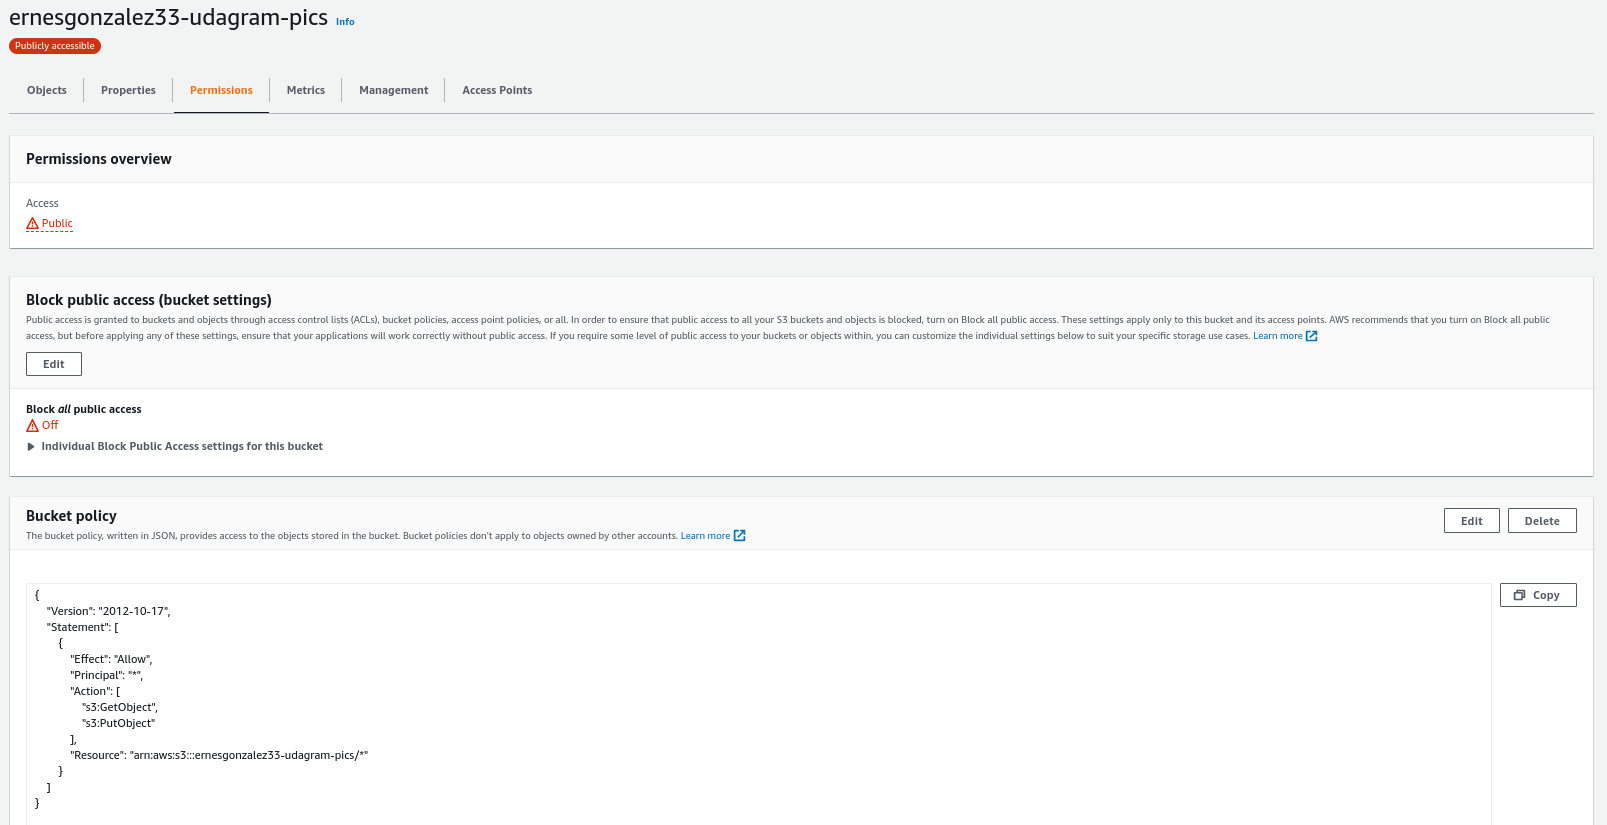 ernesgonzalez33-udagram-pics Info
Publicly accessible
Objects Properties Permissions Metrics Management Access Points
Permissions overview
Access
Public
Block public access (bucket settings)
Public access is granted to buckets and objects through access control lists (ACLs), bucket policies, access point policies, or all. In order to ensure that public access to all your S3 buckets and objects is blocked, turn on Block all public access. These settings apply only to this bucket and its access points. AWS recommends that you turn on Block all public
access, but before applying any of these settings, ensure that your applications will work correctly without public access. If you require some level of public access to your buckets or objects within, you can customize the individual settings below to suit your specific storage use cases. Learn more
Edit
Block all public access
Off
Individual Block Public Access settings for this bucket
Bucket policy
Edit Delete
The bucket policy, written in JSON, provides access to the objects stored in the bucket. Bucket policies don't apply to objects owned by other accounts. Learn more
Copy
{
"Version": "2012-10-17",
"Statement": [
{
"Effect": "Allow",
"Principal": "*",
"Action": [
"s3:GetObject",
"s3:PutObject"
],
"Resource": "arn:aws:s3:::ernesgonzalez33-udagram-pics/*"
}
]
}